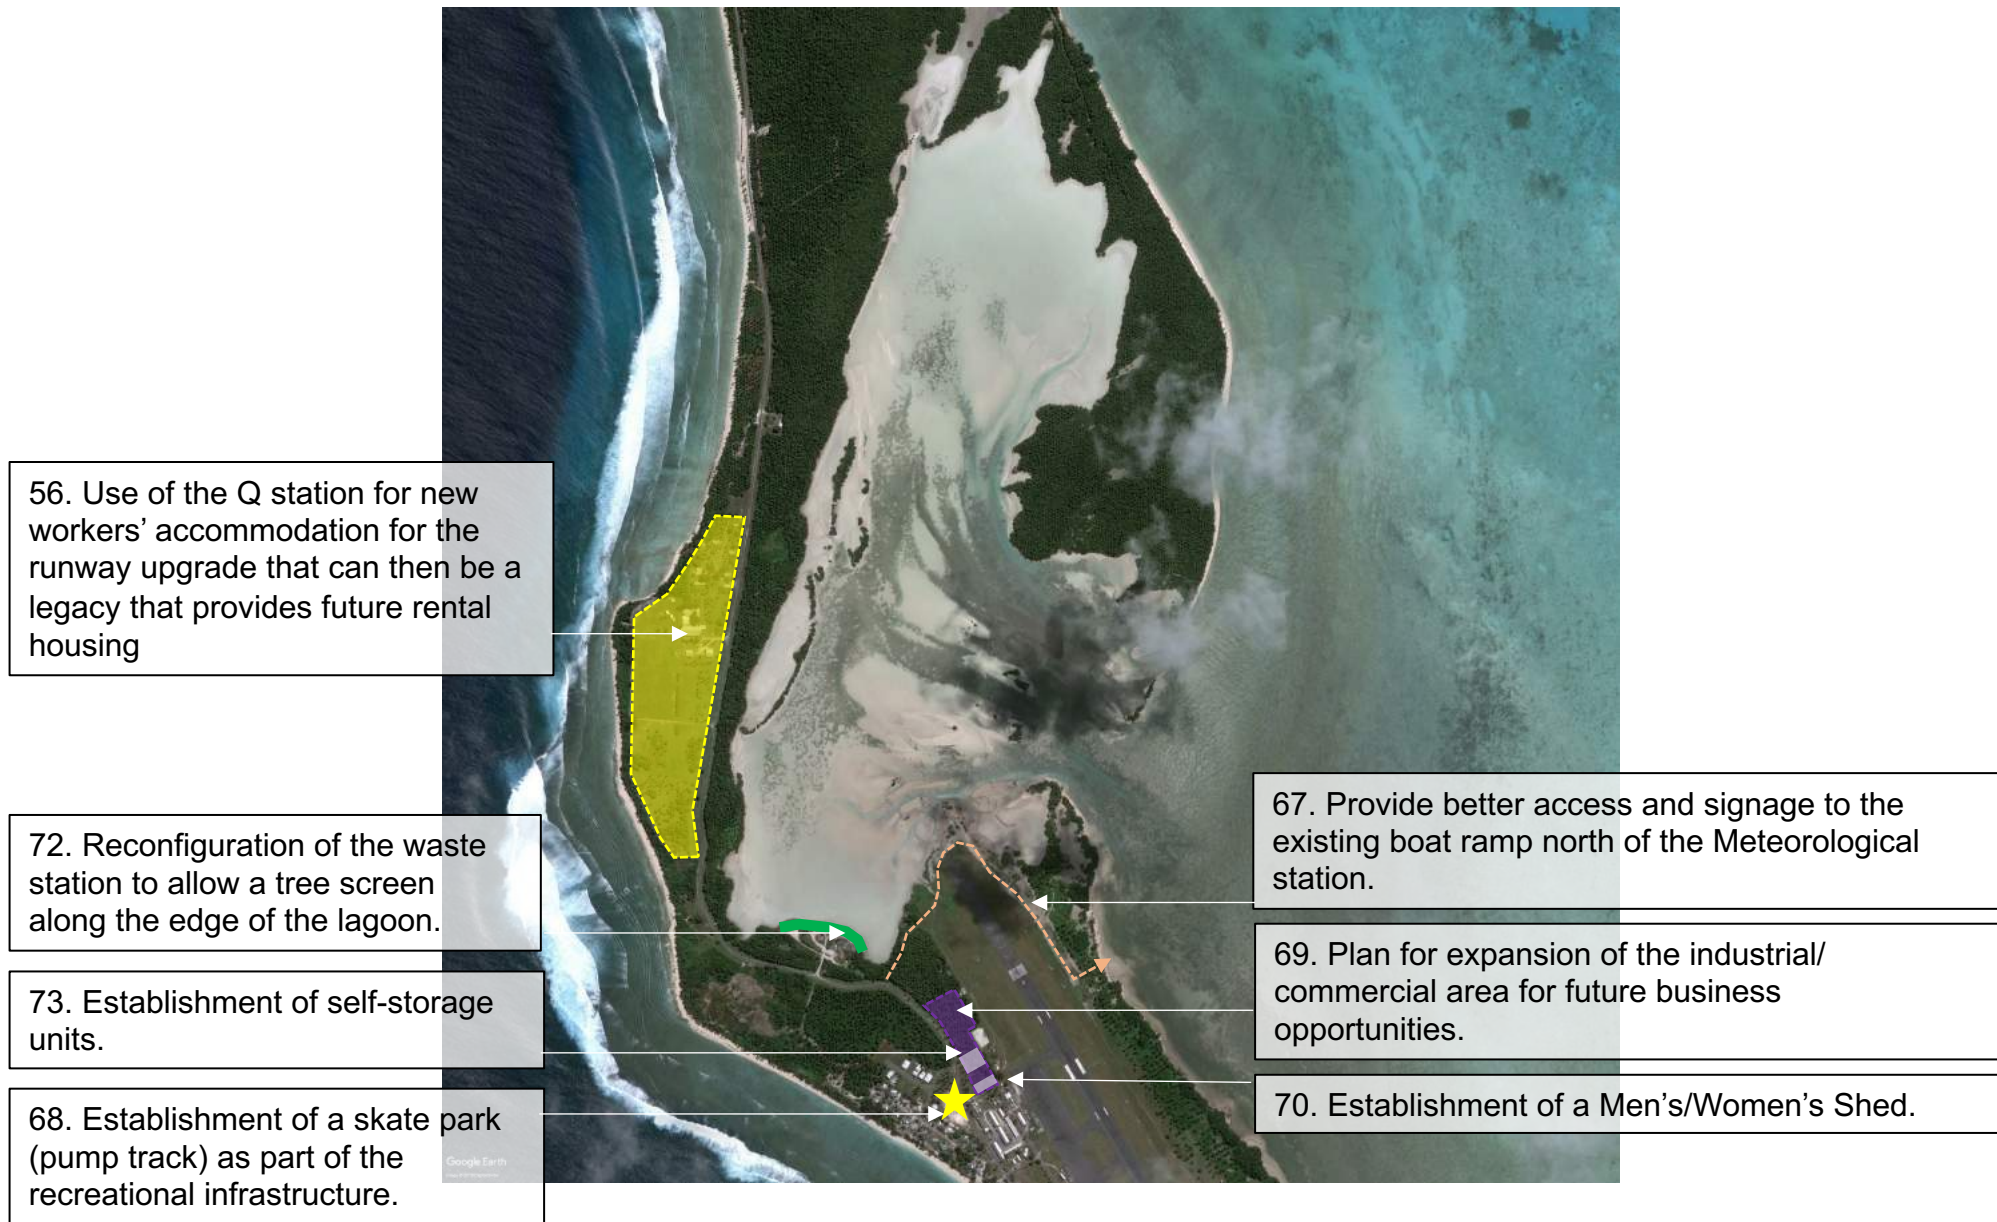 56. Use of the Q station for new
workers’ accommodation for the
runway upgrade that can then be a
legacy that provides future rental
housing
72. Reconfiguration of the waste
station to allow a tree screen
along the edge of the lagoon.
73. Establishment of self-storage
units.
68. Establishment of a skate park
(pump track) as part of the
recreational infrastructure.
67. Provide better access and signage to the
existing boat ramp north of the Meteorological
station.
69. Plan for expansion of the industrial/
commercial area for future business
opportunities.
70. Establishment of a Men’s/Women’s Shed.
Google Earth